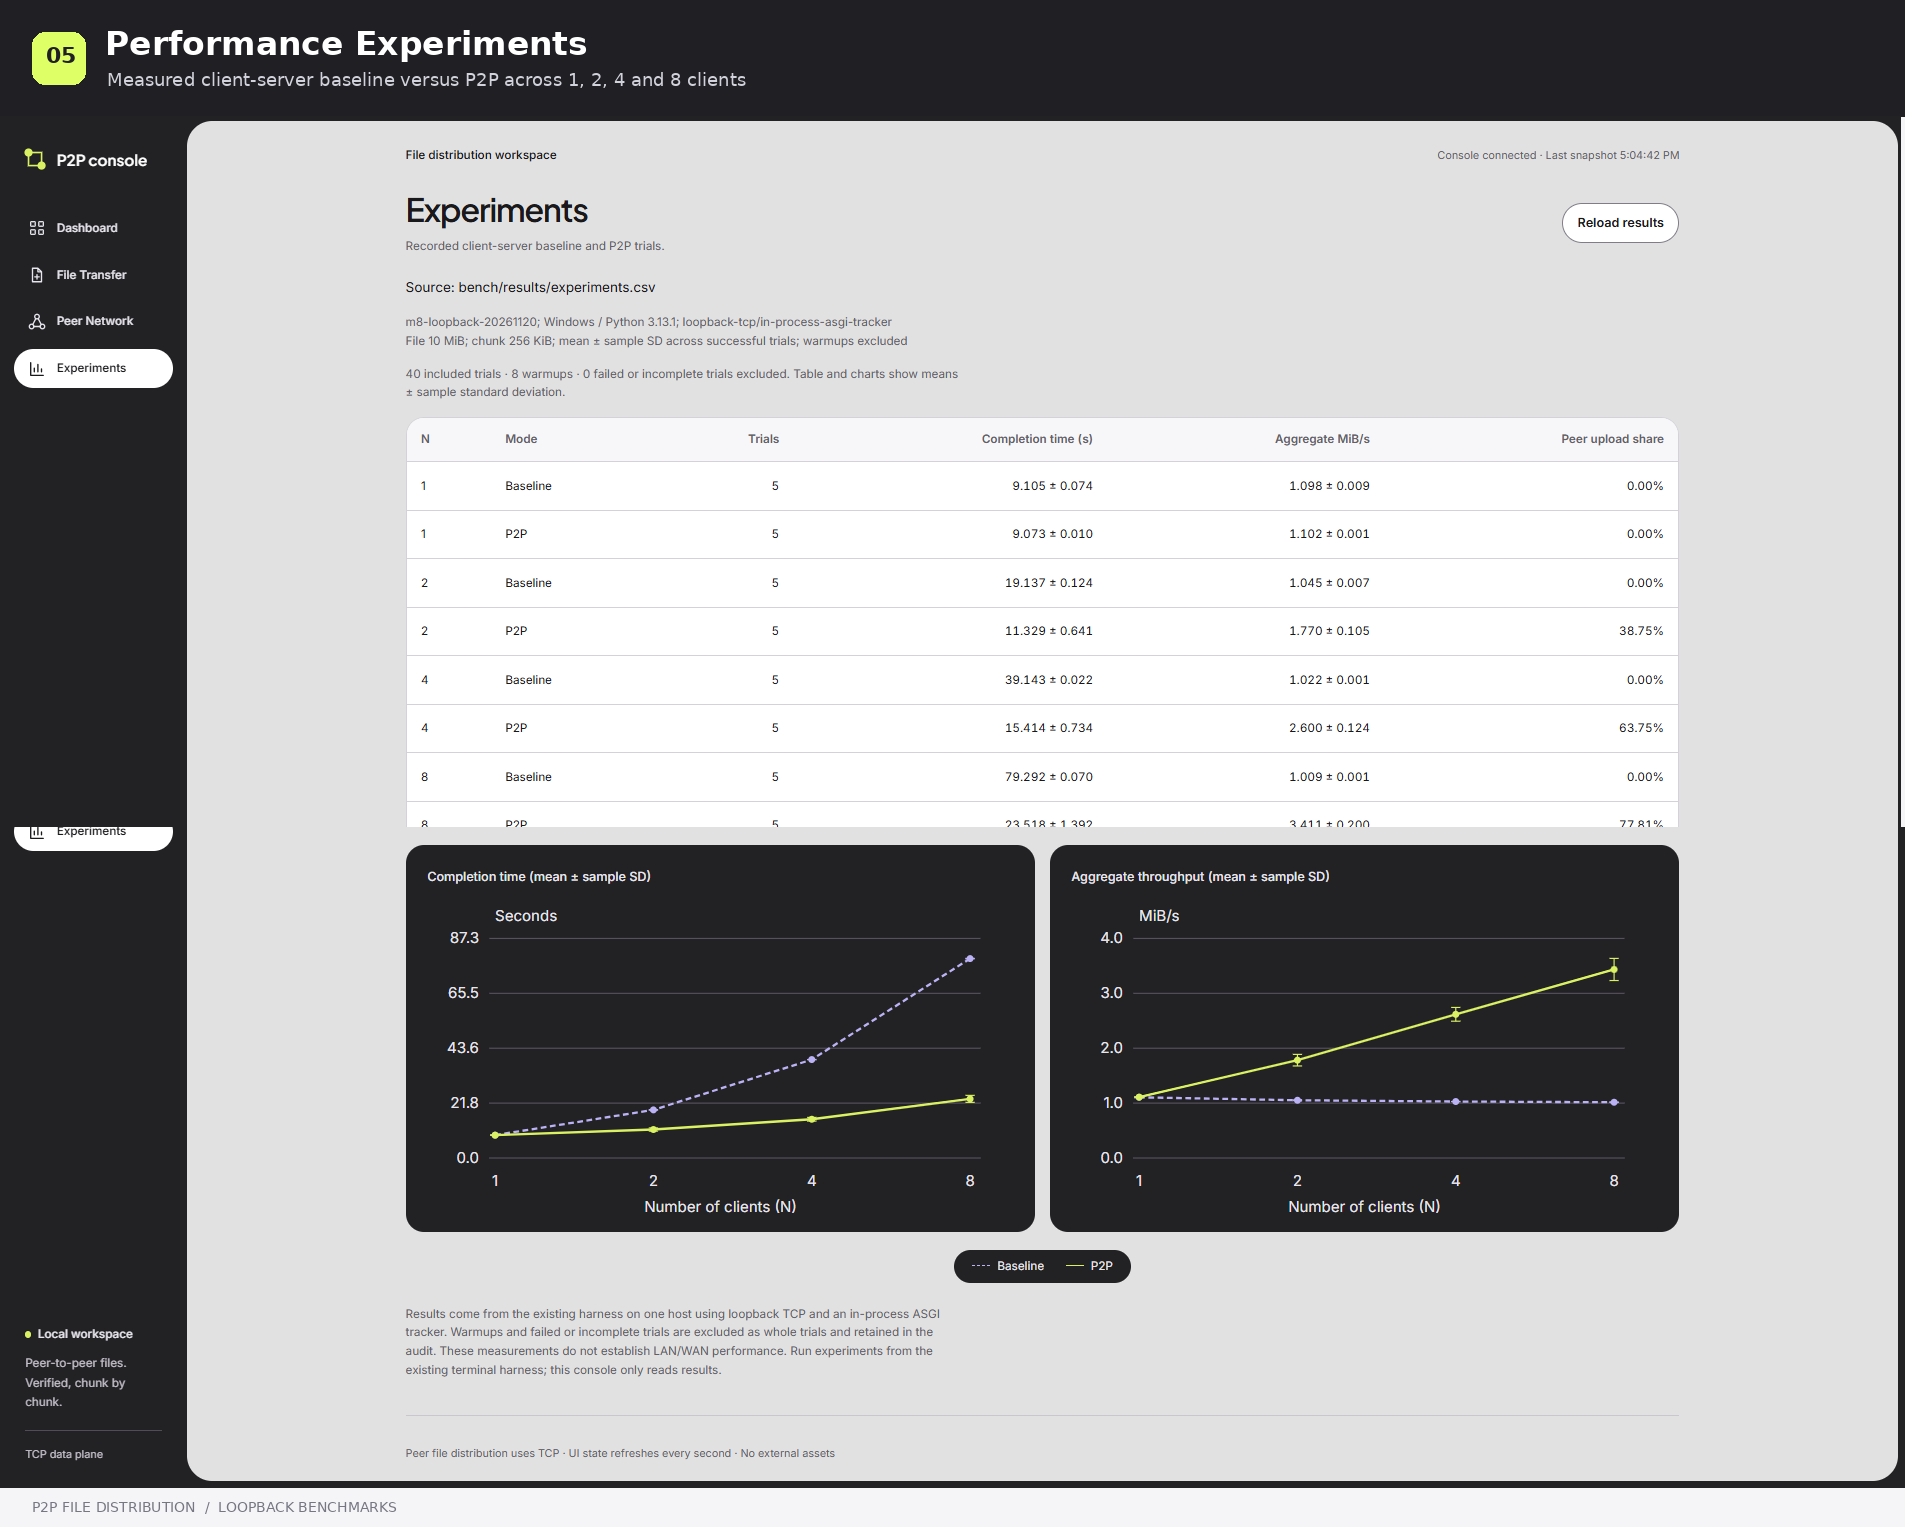 05
Performance Experiments
Measured client-server baseline versus P2P across 1, 2, 4 and 8 clients
P2P console
Dashboard
File Transfer
Peer Network
Experiments
File distribution workspace
Console connected · Last snapshot 5:04:42 PM
Experiments
Reload results
Recorded client-server baseline and P2P trials.
Source: bench/results/experiments.csv
m8-loopback-20261120; Windows / Python 3.13.1; loopback-tcp/in-process-asgi-tracker
File 10 MiB; chunk 256 KiB; mean ± sample SD across successful trials; warmups excluded
40 included trials · 8 warmups · 0 failed or incomplete trials excluded. Table and charts show means
± sample standard deviation.
N Mode Trials Completion time (s) Aggregate MiB/s Peer upload share
1 Baseline 5 9.105 ± 0.074 1.098 ± 0.009 0.00%
1 P2P 5 9.073 ± 0.010 1.102 ± 0.001 0.00%
2 Baseline 5 19.137 ± 0.124 1.045 ± 0.007 0.00%
2 P2P 5 11.329 ± 0.641 1.770 ± 0.105 38.75%
4 Baseline 5 39.143 ± 0.022 1.022 ± 0.001 0.00%
4 P2P 5 15.414 ± 0.734 2.600 ± 0.124 63.75%
8 Baseline 5 79.292 ± 0.070 1.009 ± 0.001 0.00%
8 P2P 5 23.518 ± 1.392 3.411 ± 0.200 77.81%
Experiments
Completion time (mean ± sample SD)
Seconds
87.3
65.5
43.6
21.8
0.0
1 2 4 8
Number of clients (N)
Aggregate throughput (mean ± sample SD)
MiB/s
4.0
3.0
2.0
1.0
0.0
1 2 4 8
Number of clients (N)
Baseline P2P
Results come from the existing harness on one host using loopback TCP and an in-process ASGI
tracker. Warmups and failed or incomplete trials are excluded as whole trials and retained in the
audit. These measurements do not establish LAN/WAN performance. Run experiments from the
existing terminal harness; this console only reads results.
Local workspace
Peer-to-peer files.
Verified, chunk by
chunk.
TCP data plane
Peer file distribution uses TCP · UI state refreshes every second · No external assets
P2P FILE DISTRIBUTION / LOOPBACK BENCHMARKS